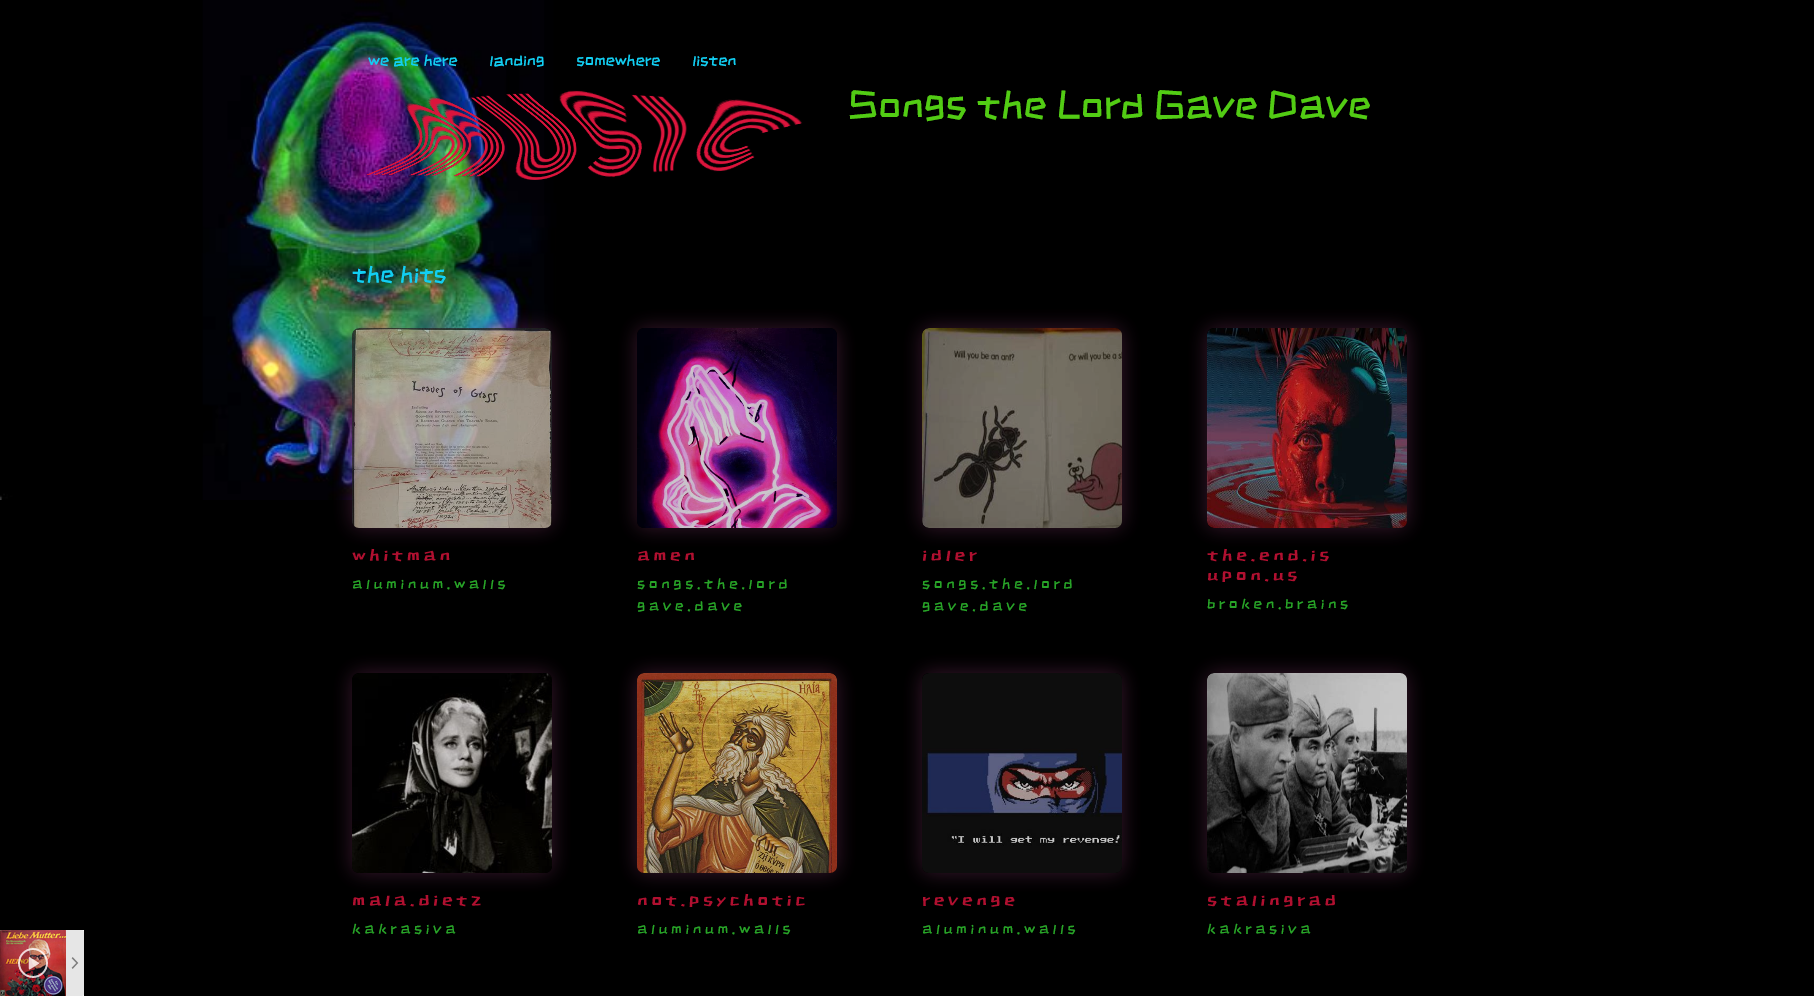 we are here landing somewhere listen
MUSIC
Songs the Lord Gave Dave
the hits
Leaves of Grass
Will you be an ant?
Or will you be a s
whitman
aluminum.walls
amen
songs.the.lord
gave.dave
idler
songs.the.lord
gave.dave
the.end.is
upon.us
broken.brains
"I will get my revenge!
mala.dietz
kakrasiva
not.psychotic
aluminum.walls
revenge
aluminum.walls
stalingrad
kakrasiva
Liebe Mutter...
HEINO